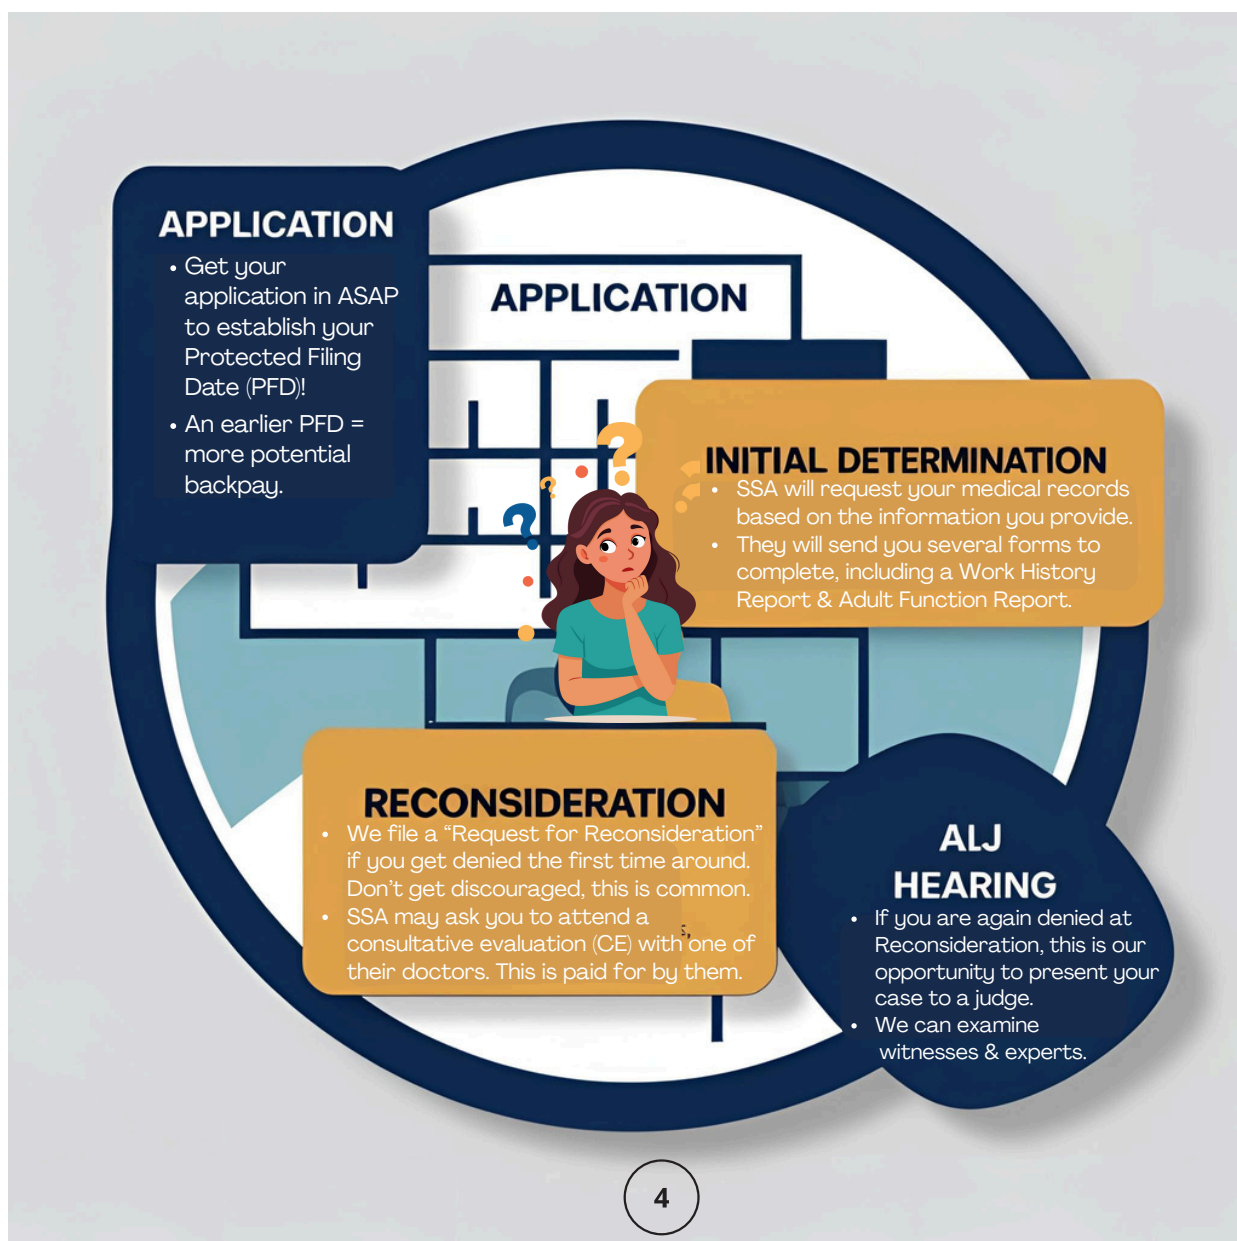 APPLICATION
• Get your
application in ASAP
to establish your
Protected Filing
Date (PFD)!
• An earlier PFD =
more potential
backpay.
APPLICATION
INITIAL DETERMINATION
• SSA will request your medical records
based on the information you provide.
• They will send you several forms to
complete, including a Work History
Report & Adult Function Report.
RECONSIDERATION
• We file a “Request for Reconsideration”
if you get denied the first time around.
Don’t get discouraged, this is common.
• SSA may ask you to attend a
consultative evaluation (CE) with one of
their doctors. This is paid for by them.
ALJ
HEARING
• If you are again denied at
Reconsideration, this is our
opportunity to present your
case to a judge.
• We can examine
witnesses & experts.
4